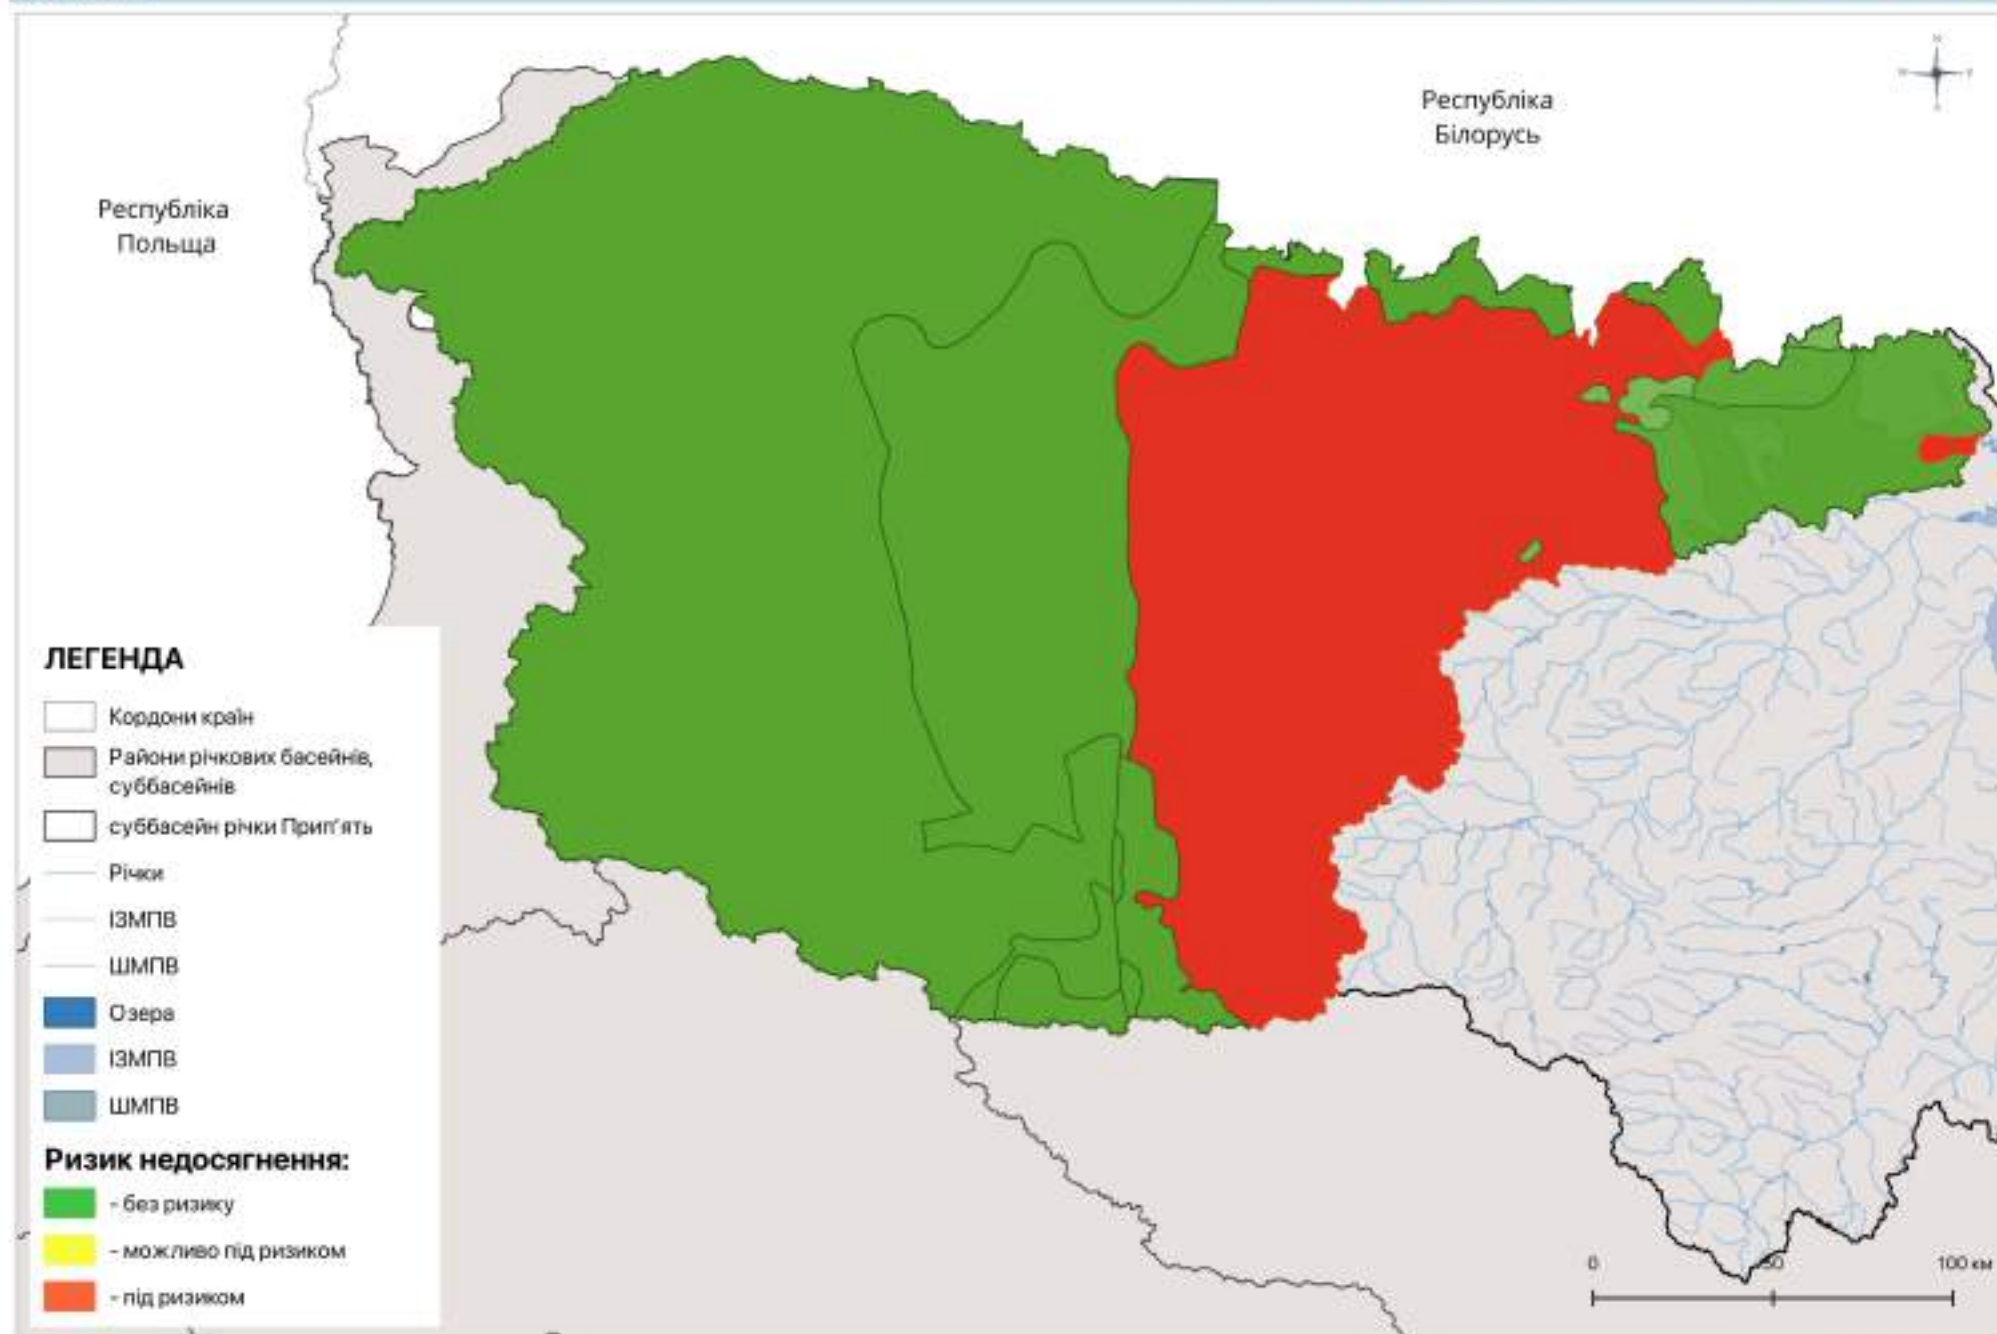 N
Республіка
Білорусь
Республіка
Польща
ЛЕГЕНДА
Кордони країн
Райони річкових басейнів,
суббасейнів
суббасейн річки Прип'ять
Річки
ІЗМПВ
ШМПВ
Озера
ІЗМПВ
ШМПВ
Ризик недосягнення:
- без ризику
- можливо під ризиком
- під ризиком
0 50 100 км